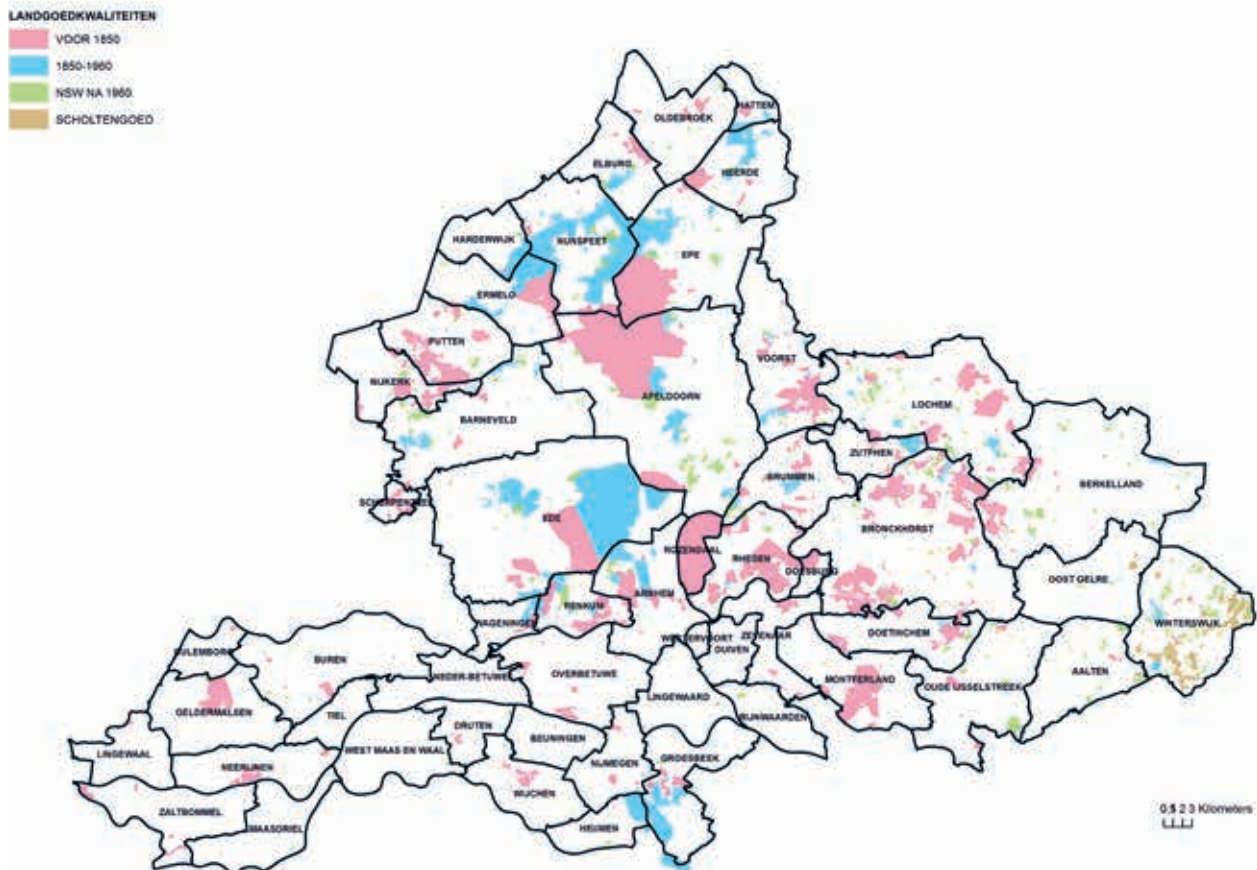 LANDGOEDKWALITEITEN
VOOR 1850
1850-1960
NSW NA 1960
SCHOLTENGOED
OLDEBROEK
HATTEM
ELBURG
HEERDE
HARDERWIJK
NUNSPEET
EPE
ERMELO
PUTTEN
VOORST
NIJKERK
APELDOORN
LOCHEM
BARNEVELD
ZUTPHEN
BRUMMEN
BERKELLAND
SCHERPENZEEL
EDE
BRONCKHORST
ROZENDAAL
RHEDEN
DOESBURG
OOST GELRE
ARNHEM
RENKUM
WAGENINGEN
WINTERSWIJK
DOETINCHEM
WESTERVOORT
ZEVENAAR
DUIVEN
CULEMBORG
BUREN
NEDER-BETUWE
OVERBETUWE
AALTEN
MONTFERLAND
OUDE IJSSELSTREEK
LINGEWAARD
GELDERMALSEN
TIEL
RIJNWAARDEN
DRUTEN
BEUNINGEN
LINGEWAAL
WEST MAAS EN WAAL
GROESBEEK
NEERIJNEN
NIJMEGEN
WIJCHEN
ZALTBOMMEL
MAASDRIEL
HEUMEN
Kilometers